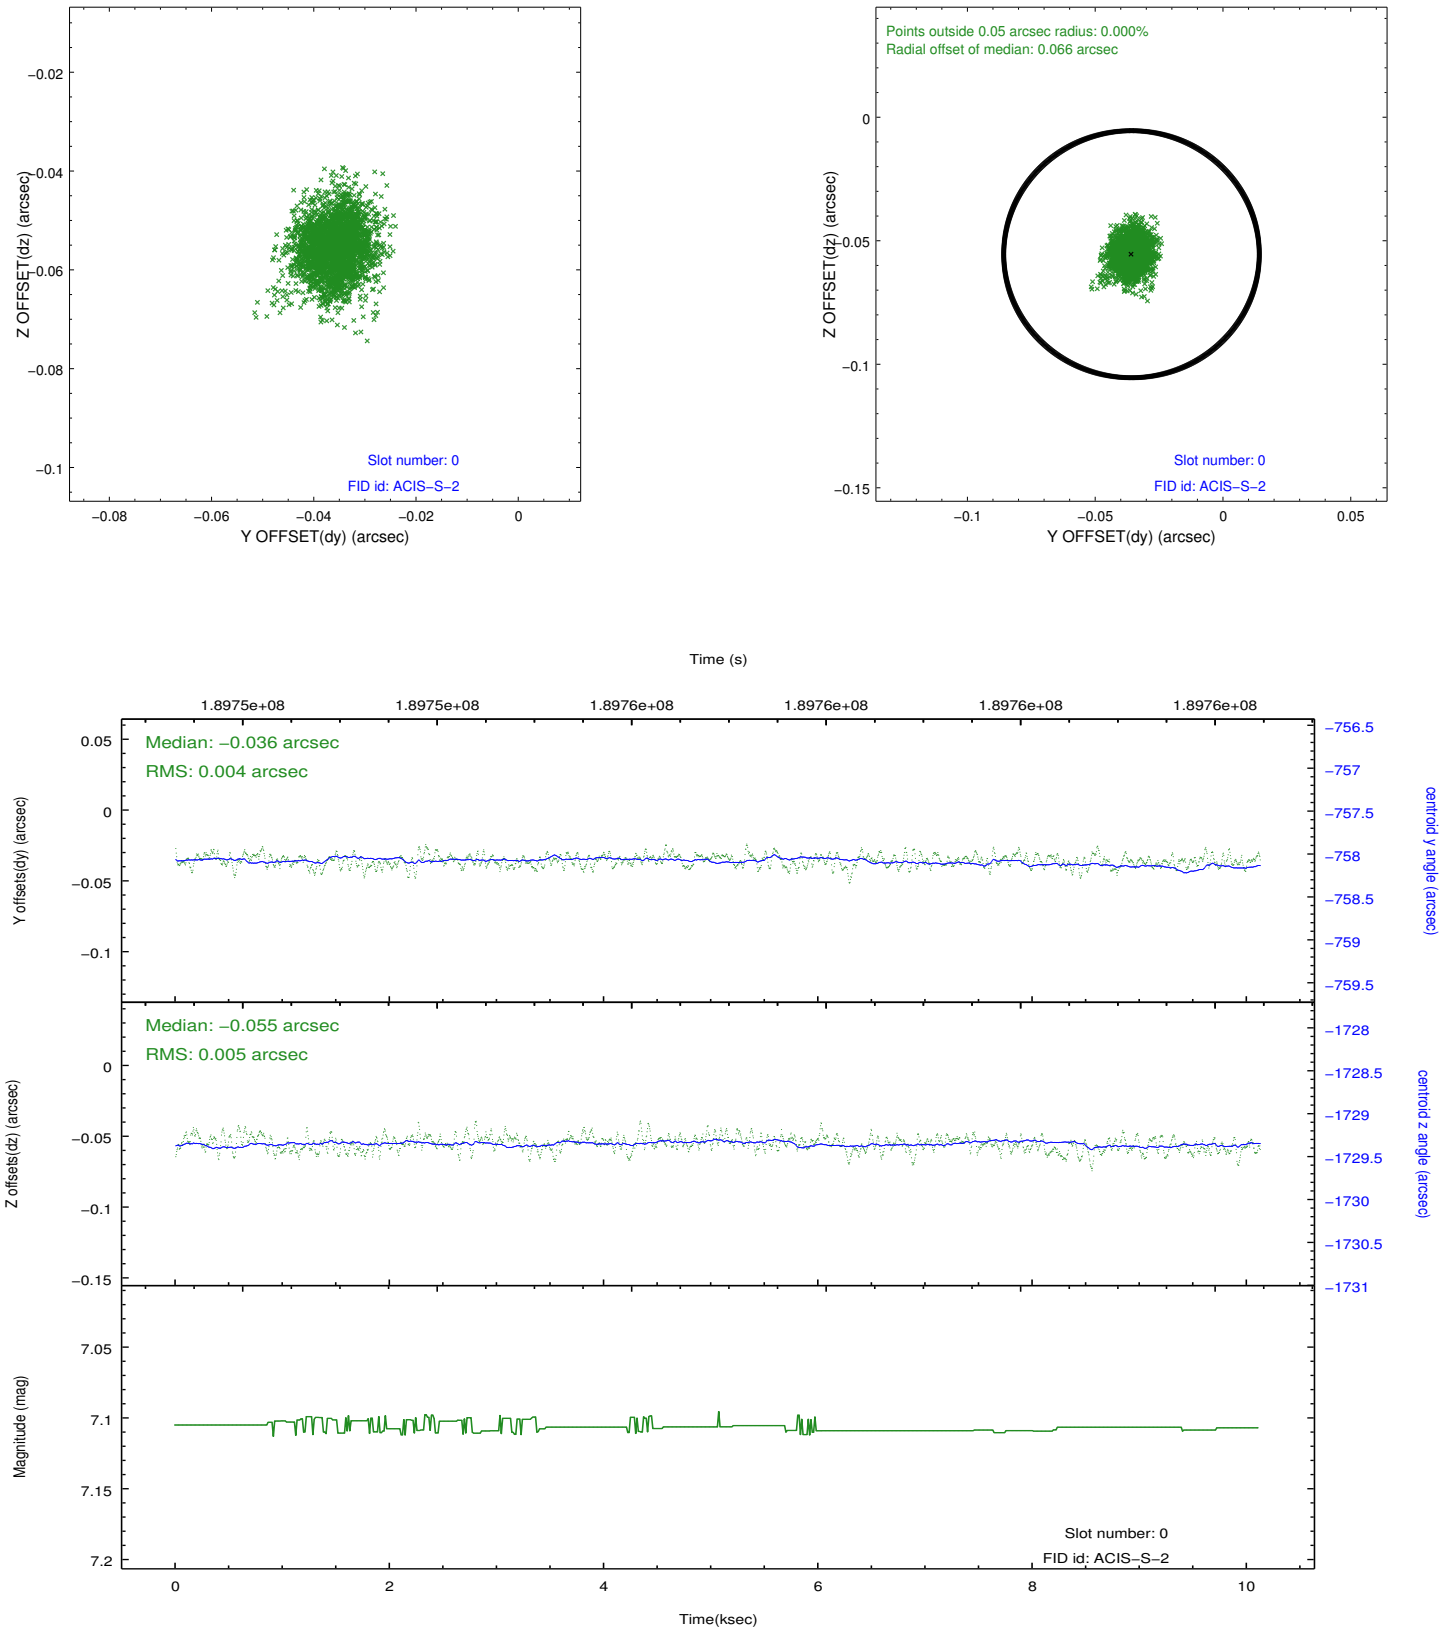 −0.02
−0.04
−0.06
−0.08
−0.1
Z OFFSET(dz) (arcsec)
Slot number: 0
FID id: ACIS−S−2
−0.08 −0.06 −0.04 −0.02 0
Y OFFSET(dy) (arcsec)
Points outside 0.05 arcsec radius: 0.000%
Radial offset of median: 0.066 arcsec
0
−0.05
−0.1
−0.15
Z OFFSET(dz) (arcsec)
Slot number: 0
FID id: ACIS−S−2
−0.1 −0.05 0 0.05
Y OFFSET(dy) (arcsec)
Time (s)
1.8975e+08 1.8975e+08 1.8976e+08 1.8976e+08 1.8976e+08 1.8976e+08
Median: −0.036 arcsec
RMS: 0.004 arcsec
0.05
0
−0.05
−0.1
Y offsets(dy) (arcsec)
−756.5
−757
−757.5
−758
−758.5
−759
−759.5
centroid y angle (arcsec)
Median: −0.055 arcsec
RMS: 0.005 arcsec
0
−0.05
−0.1
−0.15
Z offsets(dz) (arcsec)
−1728
−1728.5
−1729
−1729.5
−1730
−1730.5
−1731
centroid z angle (arcsec)
7.05
7.1
7.15
7.2
Magnitude (mag)
Slot number: 0
FID id: ACIS−S−2
0 2 4 6 8 10
Time(ksec)